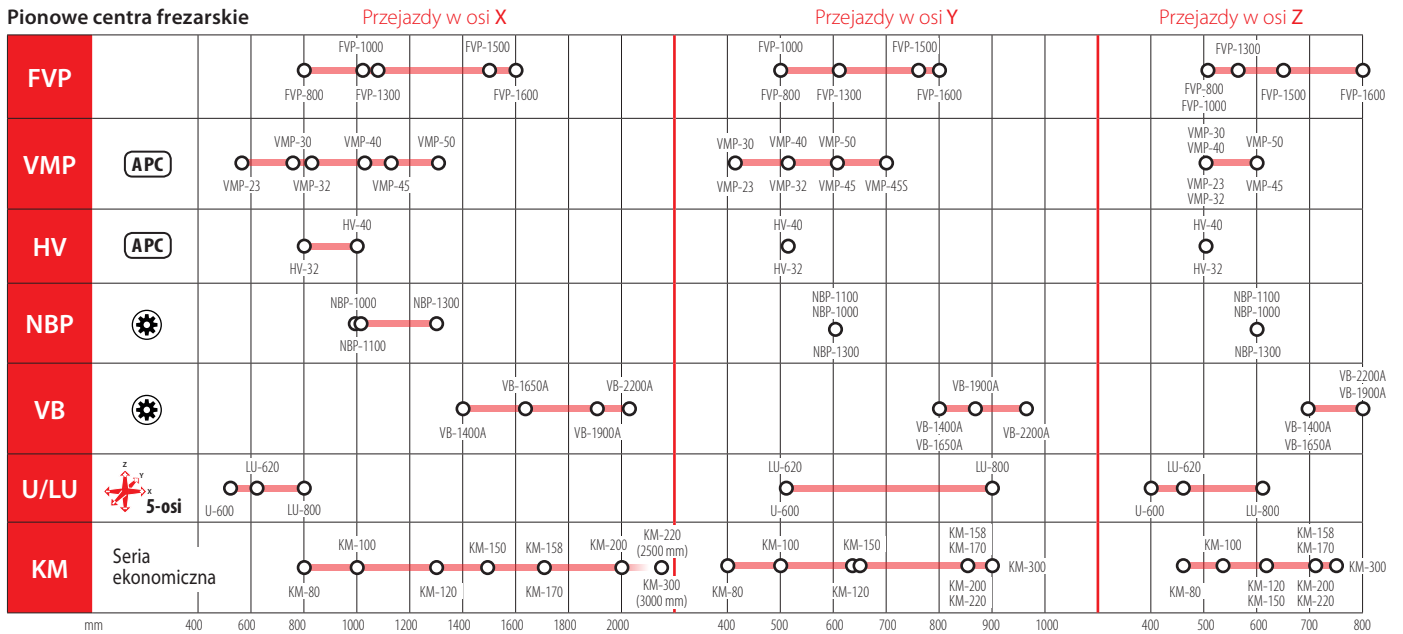 Pionowe centra frezarskie
Przejazdy w osi X
Przejazdy w osi Y
Przejazdy w osi Z
FVP
FVP-1000 FVP-1500
FVP-800 FVP-1300 FVP-1600
FVP-1000 FVP-1500
FVP-800 FVP-1300 FVP-1600
FVP-1300
FVP-800 FVP-1500 FVP-1600
FVP-1000
VMP
APC
VMP-30 VMP-40 VMP-50
VMP-23 VMP-32 VMP-45
VMP-30 VMP-40 VMP-50
VMP-23 VMP-32 VMP-45 VMP-45S
VMP-30
VMP-40 VMP-50
VMP-23 VMP-45
VMP-32
HV
APC
HV-40
HV-32
HV-40
HV-32
HV-40
HV-32
NBP
NBP-1000 NBP-1300
NBP-1100
NBP-1100
NBP-1000
NBP-1300
NBP-1100
NBP-1000
NBP-1300
VB
VB-1650A VB-2200A
VB-1400A VB-1900A
VB-1900A
VB-1400A VB-2200A
VB-1650A
VB-2200A
VB-1900A
VB-1400A
VB-1650A
U/LU
Z
Y
X
5-osi
LU-620
U-600 LU-800
LU-620 LU-800
U-600
LU-620
U-600 LU-800
KM
Seria
ekonomiczna
KM-100 KM-150 KM-158 KM-200 KM-220
(2500 mm)
KM-80 KM-120 KM-170 KM-300
(3000 mm)
KM-158
KM-100 KM-150 KM-170
KM-300
KM-80 KM-120 KM-200
KM-220
KM-158
KM-100 KM-170
KM-300
KM-80 KM-120 KM-200
KM-150 KM-220
mm 400 600 800 1000 1200 1400 1600 1800 2000 400 500 600 700 800 900 1000 400 500 600 700 800